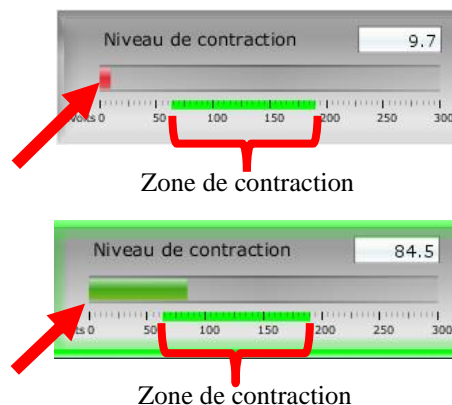 Niveau de contraction 9.7
0 50 100 150 200 250 300
Zone de contraction
Niveau de contraction 84.5
0 50 100 150 200 250 300
Zone de contraction